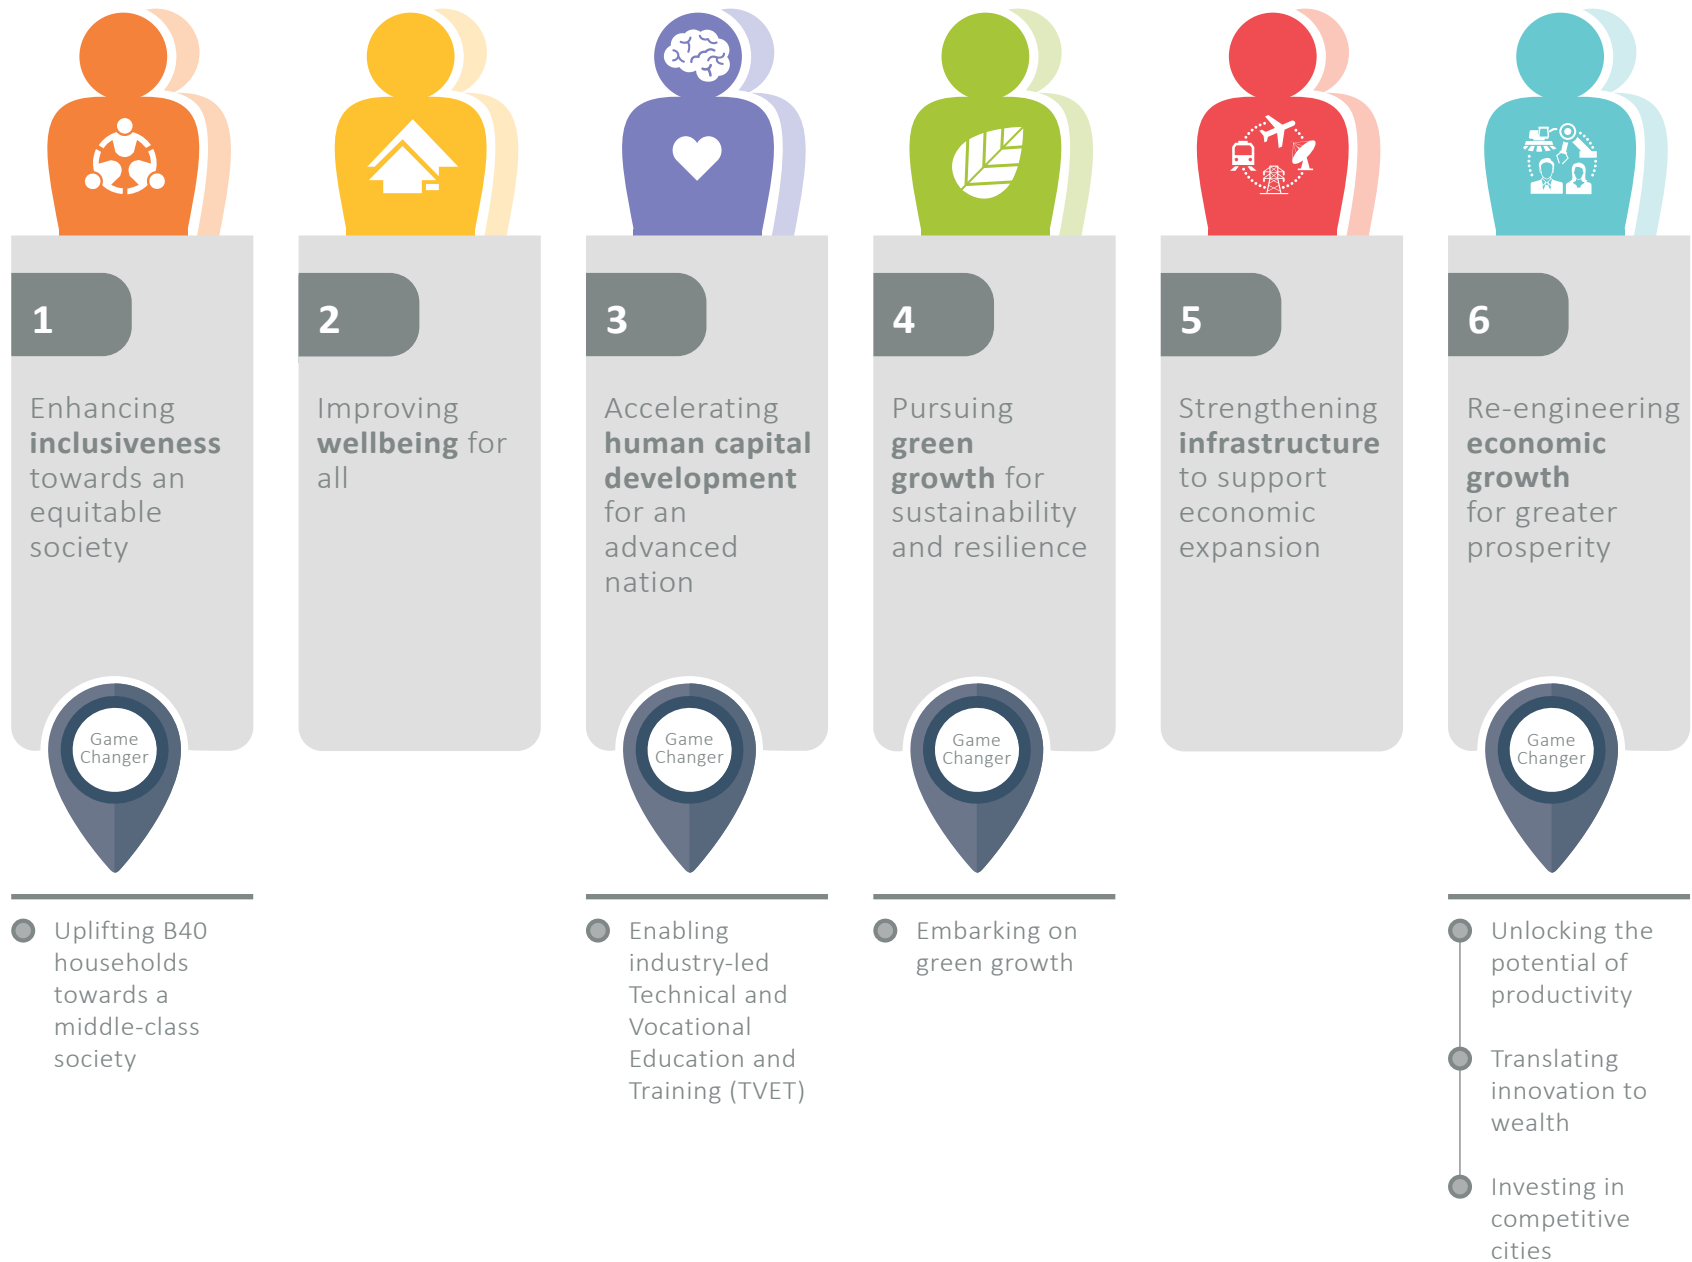 1
Enhancing
inclusiveness
towards an
equitable
society
Game
Changer
Uplifting B40
households
towards a
middle-class
society
2
Improving
wellbeing for
all
3
Accelerating
human capital
development
for an
advanced
nation
Game
Changer
Enabling
industry-led
Technical and
Vocational
Education and
Training (TVET)
4
Pursuing
green
growth for
sustainability
and resilience
Game
Changer
Embarking on
green growth
5
Strengthening
infrastructure
to support
economic
expansion
6
Re-engineering
economic
growth
for greater
prosperity
Game
Changer
Unlocking the
potential of
productivity
Translating
innovation to
wealth
Investing in
competitive
cities